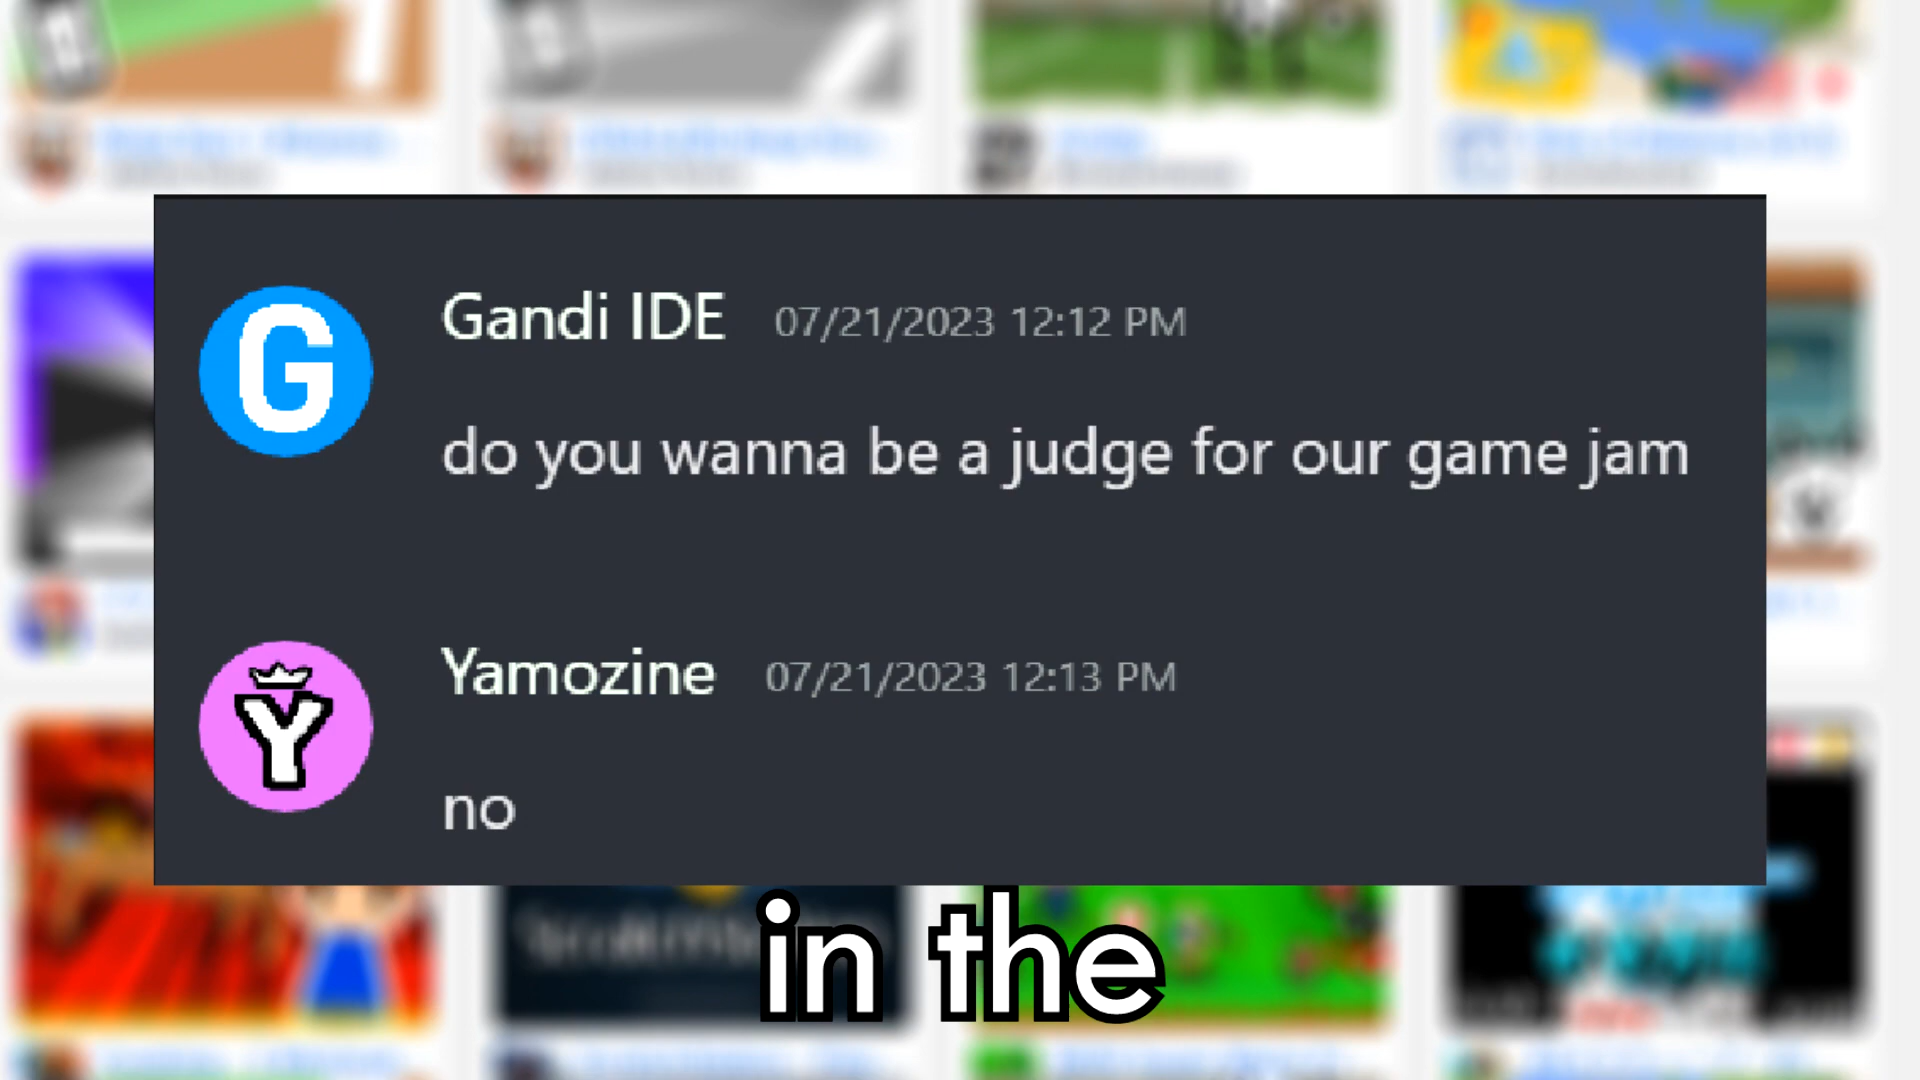 Gandi IDE 07/21/2023 12:12 PM
G
do you wanna be a judge for our game jam
Yamozine 07/21/2023 12:13 PM
Y
no
in the